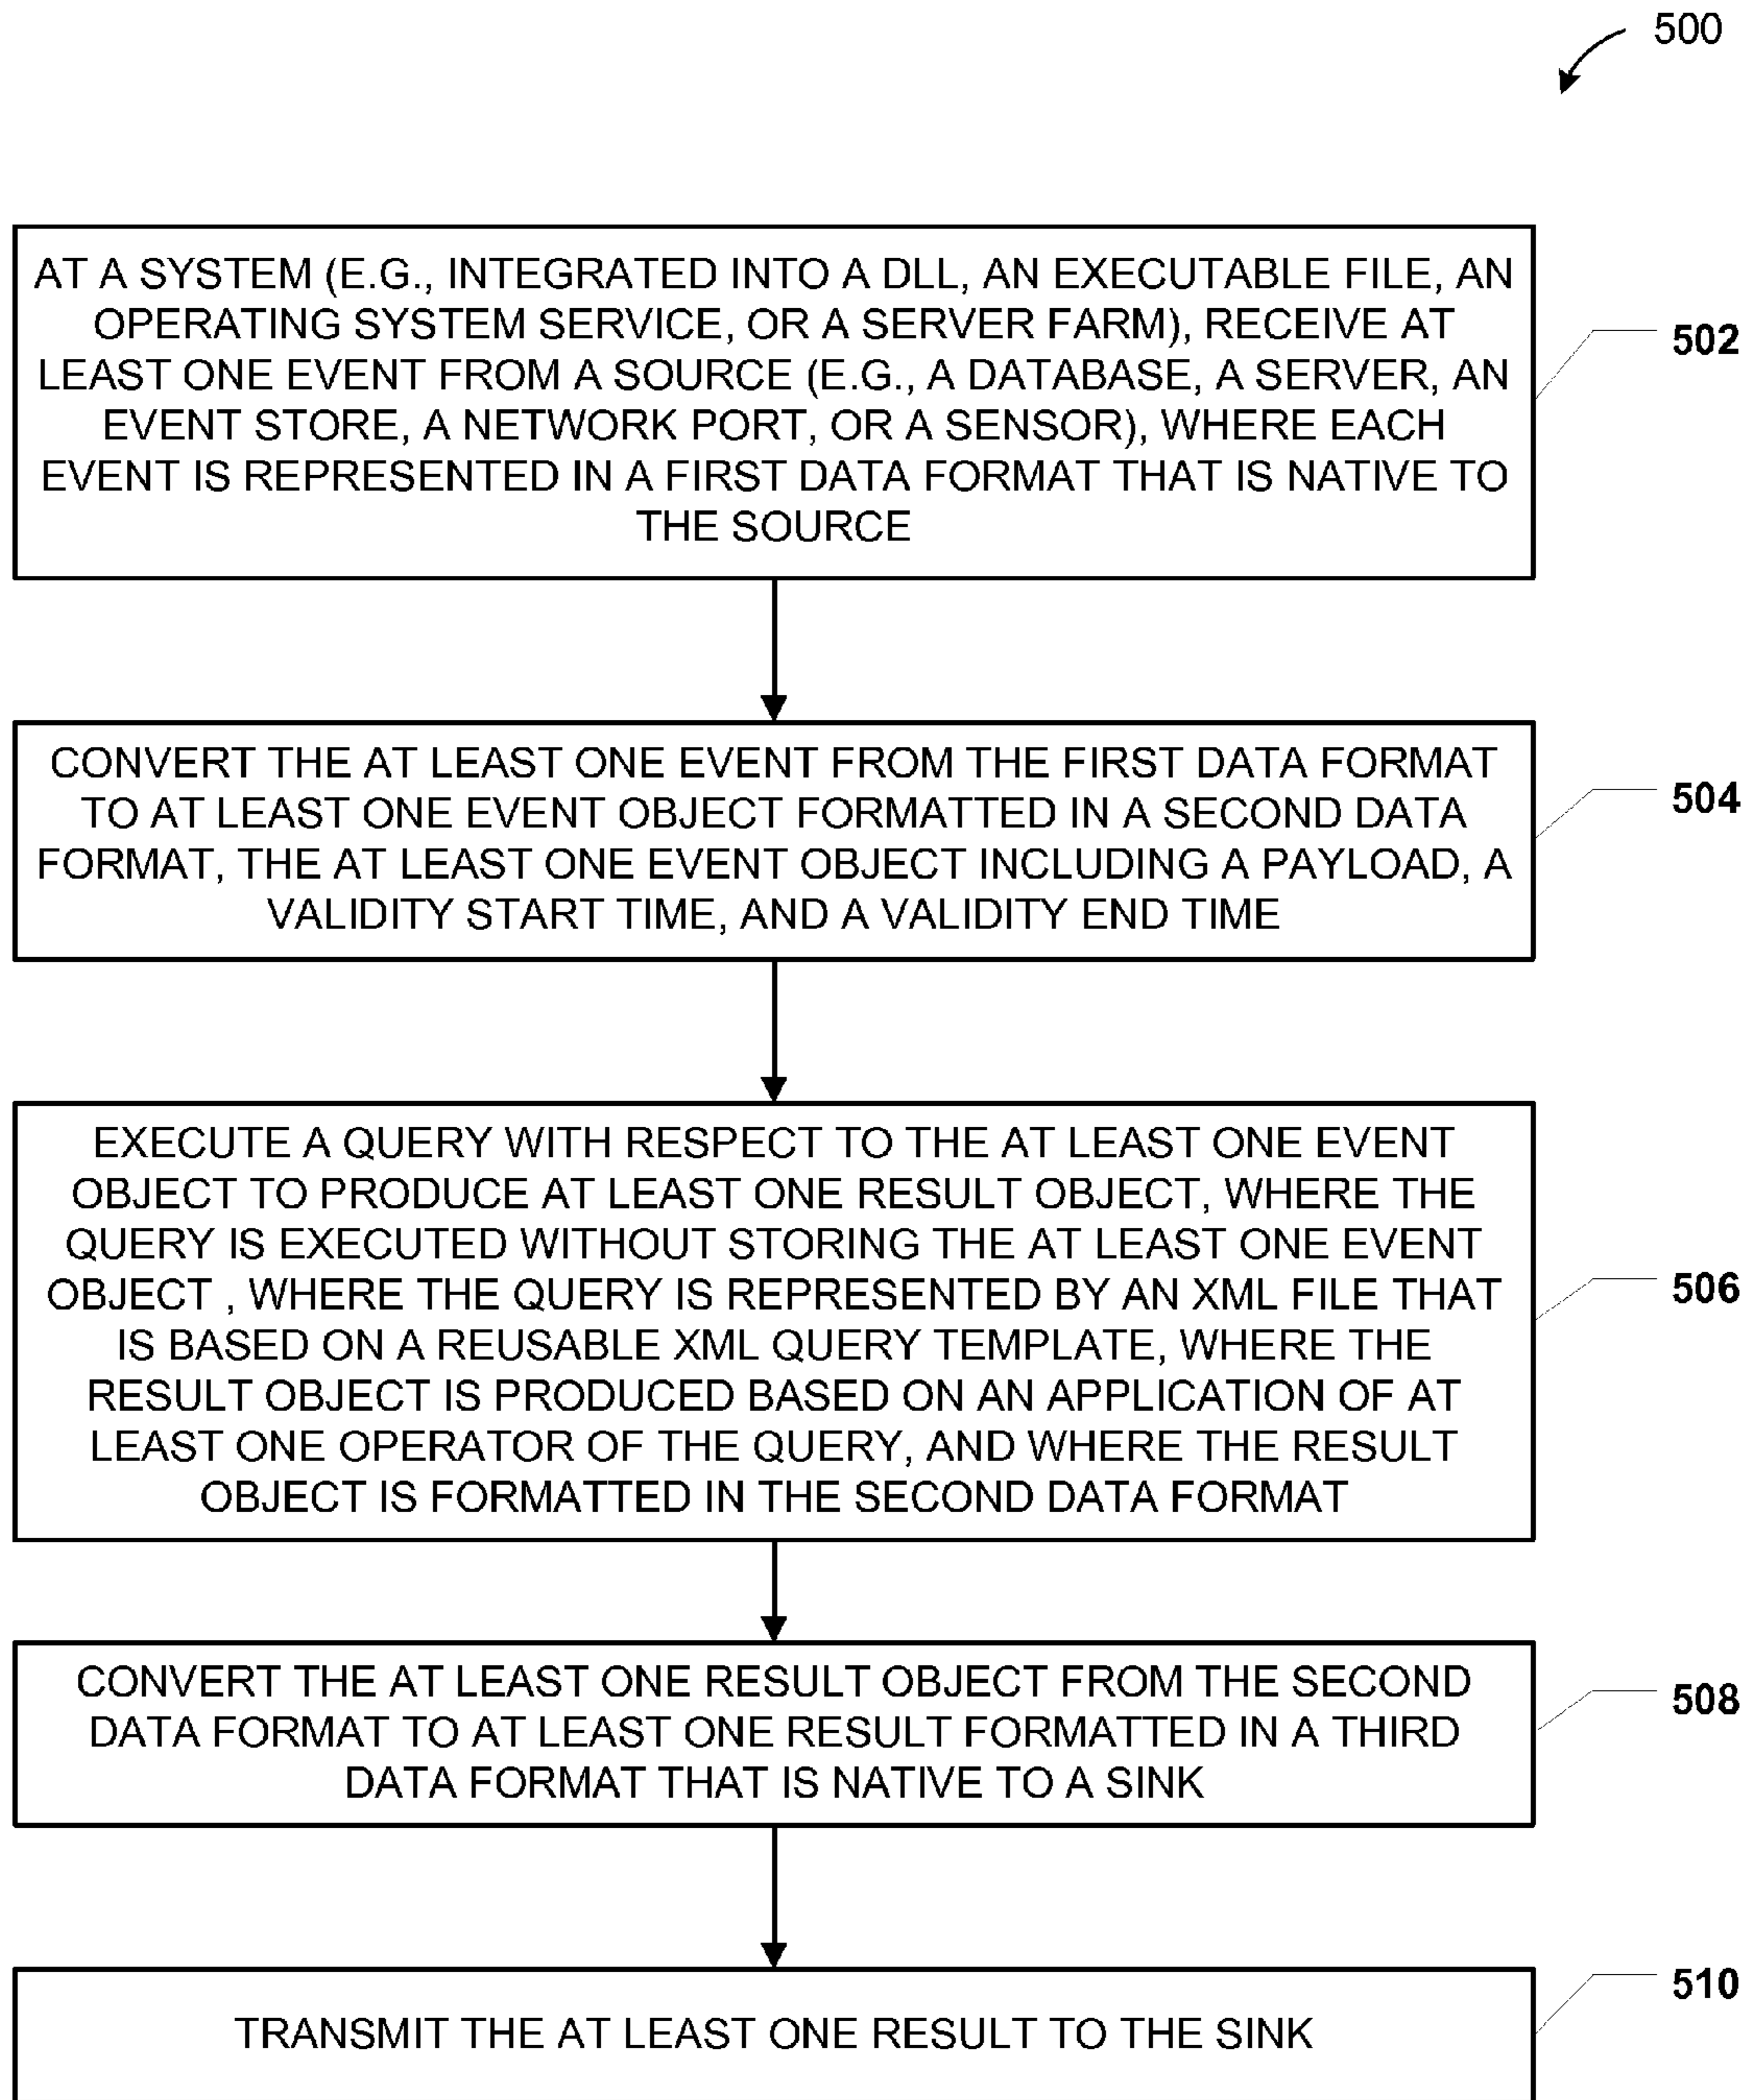 500
AT A SYSTEM (E.G., INTEGRATED INTO A DLL, AN EXECUTABLE FILE, AN
OPERATING SYSTEM SERVICE, OR A SERVER FARM), RECEIVE AT
LEAST ONE EVENT FROM A SOURCE (E.G., A DATABASE, A SERVER, AN
EVENT STORE, A NETWORK PORT, OR A SENSOR), WHERE EACH
EVENT IS REPRESENTED IN A FIRST DATA FORMAT THAT IS NATIVE TO
THE SOURCE
502
CONVERT THE AT LEAST ONE EVENT FROM THE FIRST DATA FORMAT
TO AT LEAST ONE EVENT OBJECT FORMATTED IN A SECOND DATA
FORMAT, THE AT LEAST ONE EVENT OBJECT INCLUDING A PAYLOAD, A
VALIDITY START TIME, AND A VALIDITY END TIME
504
EXECUTE A QUERY WITH RESPECT TO THE AT LEAST ONE EVENT
OBJECT TO PRODUCE AT LEAST ONE RESULT OBJECT, WHERE THE
QUERY IS EXECUTED WITHOUT STORING THE AT LEAST ONE EVENT
OBJECT , WHERE THE QUERY IS REPRESENTED BY AN XML FILE THAT
IS BASED ON A REUSABLE XML QUERY TEMPLATE, WHERE THE
RESULT OBJECT IS PRODUCED BASED ON AN APPLICATION OF AT
LEAST ONE OPERATOR OF THE QUERY, AND WHERE THE RESULT
OBJECT IS FORMATTED IN THE SECOND DATA FORMAT
506
CONVERT THE AT LEAST ONE RESULT OBJECT FROM THE SECOND
DATA FORMAT TO AT LEAST ONE RESULT FORMATTED IN A THIRD
DATA FORMAT THAT IS NATIVE TO A SINK
508
TRANSMIT THE AT LEAST ONE RESULT TO THE SINK
510